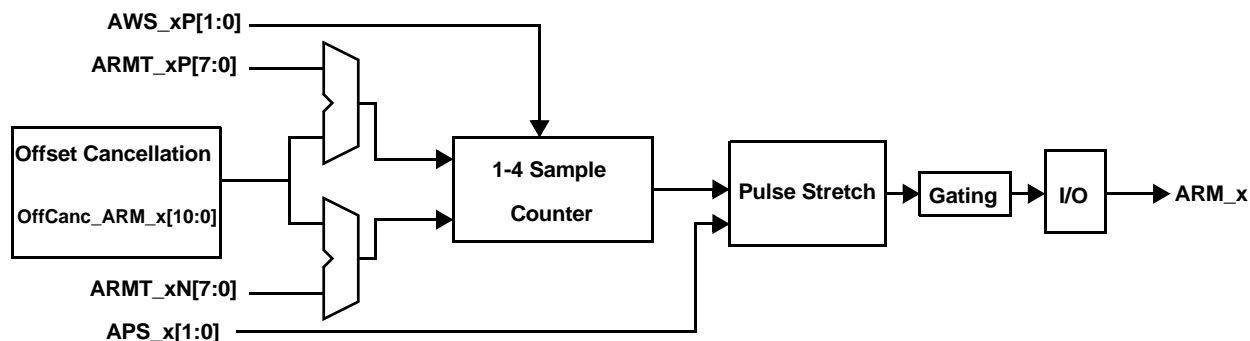 AWS_xP[1:0]
ARMT_xP[7:0]
Offset Cancellation
OffCanc_ARM_x[10:0]
1-4 Sample
Counter
Pulse Stretch
Gating
I/O
ARM_x
ARMT_xN[7:0]
APS_x[1:0]